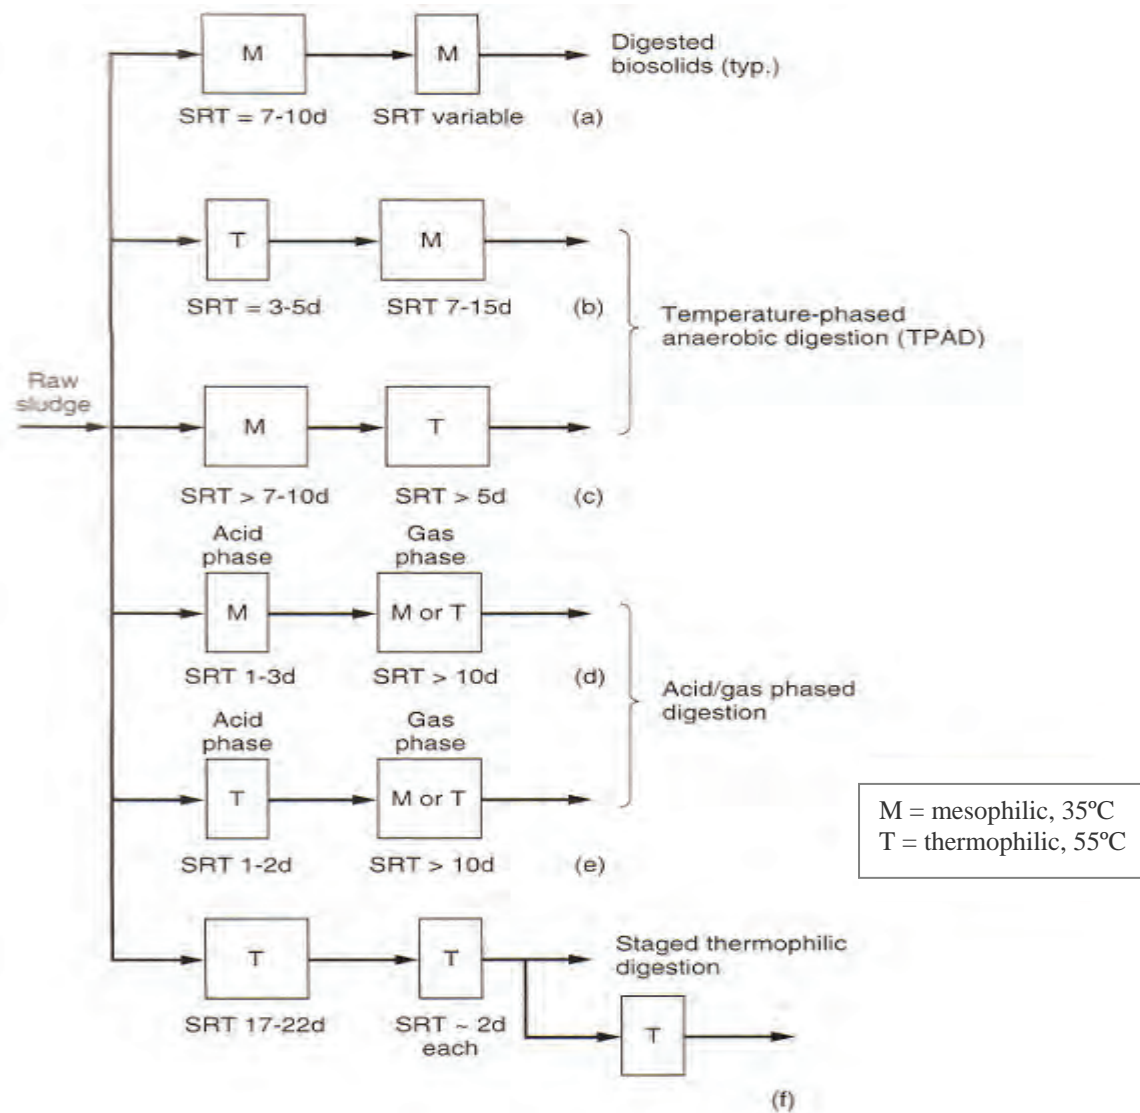 M
M
Digested
biosolids (typ.)
SRT = 7-10d
SRT variable
(a)
T
M
SRT = 3-5d
SRT 7-15d
(b)
Temperature-phased
anaerobic digestion (TPAD)
Raw
sludge
M
T
SRT > 7-10d
SRT > 5d
(c)
Acid
phase
Gas
phase
M
M or T
SRT 1-3d
SRT > 10d
(d)
Acid/gas phased
digestion
Acid
phase
Gas
phase
T
M or T
SRT 1-2d
SRT > 10d
(e)
M = mesophilic, 35ºC
T = thermophilic, 55ºC
T
T
Staged thermophilic
digestion
SRT 17-22d
SRT ~ 2d
each
T
(f)